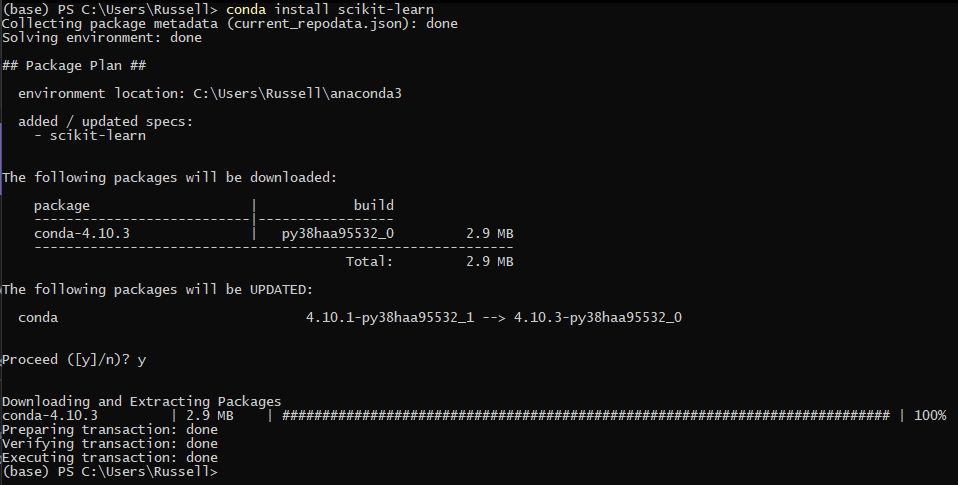 (base) PS C:\Users\Russell> conda install scikit-learn
Collecting package metadata (current_repodata.json): done
Solving environment: done
## Package Plan ##
environment location: C:\Users\Russell\anaconda3
added / updated specs:
- scikit-learn
The following packages will be downloaded:
package | build
---------------------------|-----------------
conda-4.10.3 | py38haa95532_0 2.9 MB
------------------------------------------------------------
Total: 2.9 MB
The following packages will be UPDATED:
conda 4.10.1-py38haa95532_1 --> 4.10.3-py38haa95532_0
Proceed ([y]/n)? y
Downloading and Extracting Packages
conda-4.10.3 | 2.9 MB | ############################################################################ | 100%
Preparing transaction: done
Verifying transaction: done
Executing transaction: done
(base) PS C:\Users\Russell>